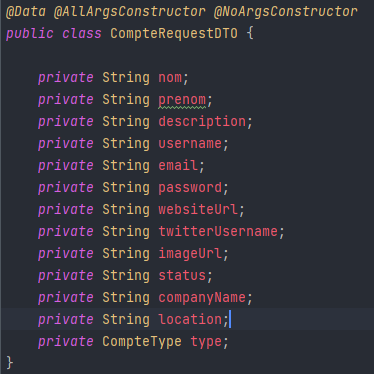 @Data @AllArgsConstructor @NoArgsConstructor
public class CompteRequestDTO {
private String nom;
private String prenom;
private String description;
private String username;
private String email;
private String password;
private String websiteUrl;
private String twitterUsername;
private String imageUrl;
private String status;
private String companyName;
private String location;
private CompteType type;
}